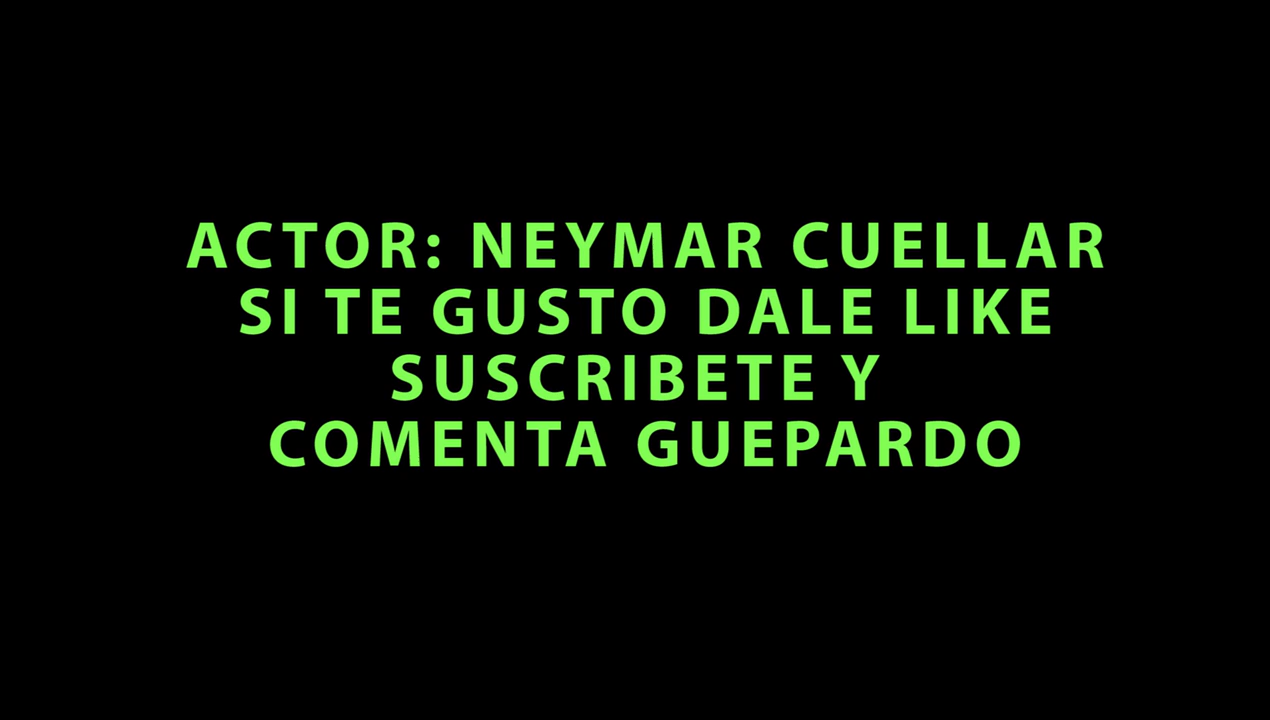 ACTOR: NEYMAR CUELLAR
SI TE GUSTO DALE LIKE
SUSCRIBETE Y
COMENTA GUEPARDO